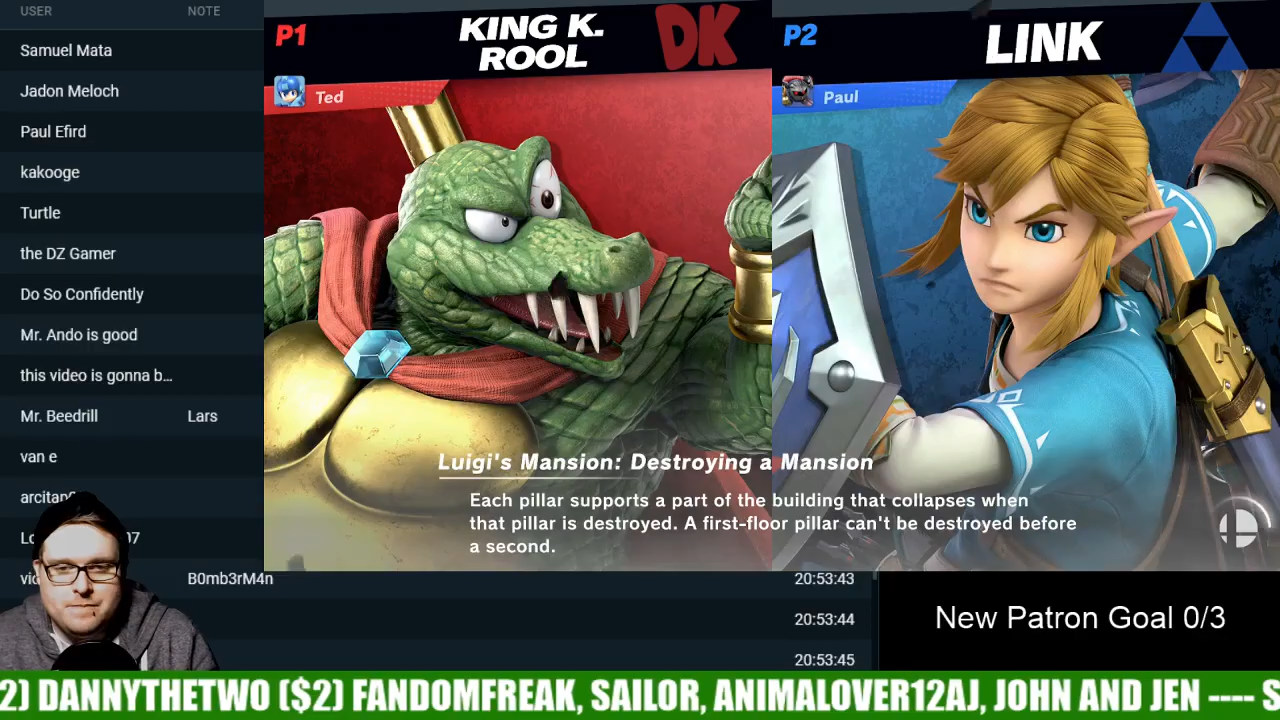 USER NOTE
Samuel Mata
Jadon Meloch
Paul Efird
kakooge
Turtle
the DZ Gamer
Do So Confidently
Mr. Ando is good
this video is gonna b...
Mr. Beedrill Lars
van e
B0mb3rM4n
P1
KING K.
ROOL
DK
Ted
P2
LINK
Paul
Luigi's Mansion: Destroying a Mansion
Each pillar supports a part of the building that collapses when
that pillar is destroyed. A first-floor pillar can't be destroyed before
a second.
20:53:43
20:53:44
20:53:45
New Patron Goal 0/3
2) DANNYTHETWO ($2) FANDOMFREAK, SAILOR, ANIMALOVER12AJ, JOHN AND JEN ---- S